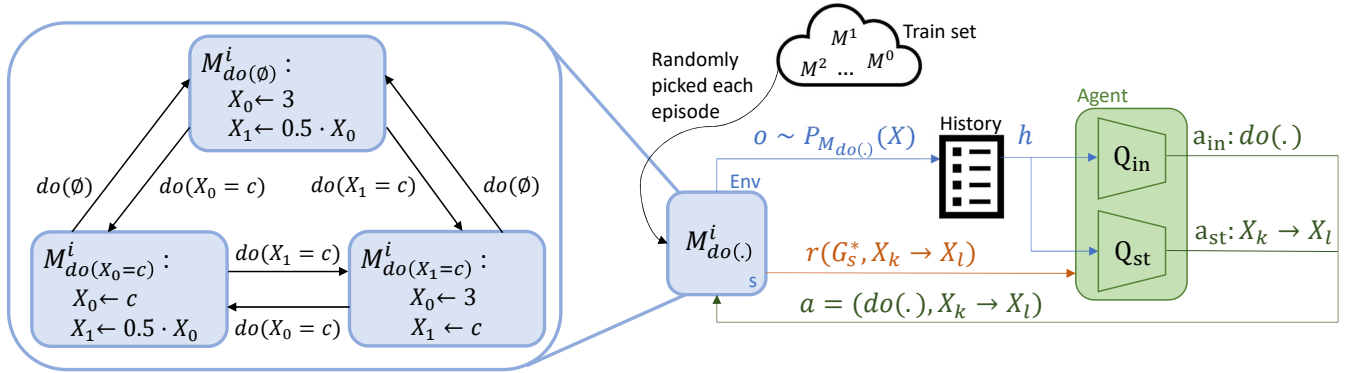 M^i_{do(∅)} :
X_0 ← 3
X_1 ← 0.5 · X_0
do(∅)
do(X_0 = c)
do(X_1 = c)
do(∅)
M^i_{do(X_0=c)} :
X_0 ← c
X_1 ← 0.5 · X_0
do(X_1 = c)
do(X_0 = c)
M^i_{do(X_1=c)} :
X_0 ← 3
X_1 ← c
Randomly
picked each
episode
M^1
M^2 ... M^0
Train set
o ~ P_{M_{do(.)}}(X)
Env
M^i_{do(.)}
s
History
h
r(G^*_s, X_k → X_l)
a = (do(.), X_k → X_l)
Agent
Q_in
Q_st
a_in: do(.)
a_st: X_k → X_l